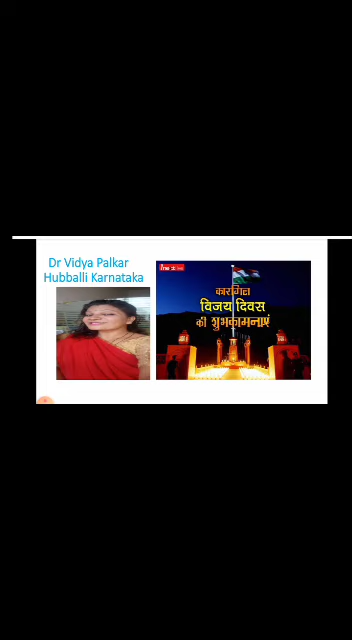 Dr Vidya Palkar
Hubballi Karnataka
कारगिल
विजय दिवस
की शुभकामनाएं